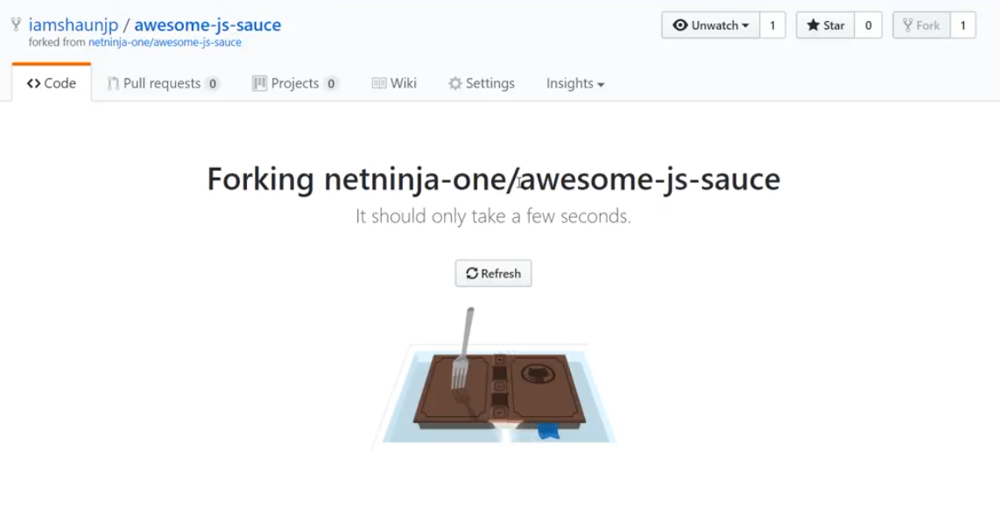 iamshaunjp / awesome-js-sauce
forked from netninja-one/awesome-js-sauce
Unwatch 1 Star 0 Fork 1
Code Pull requests 0 Projects 0 Wiki Settings Insights
Forking netninja-one/awesome-js-sauce
It should only take a few seconds.
Refresh